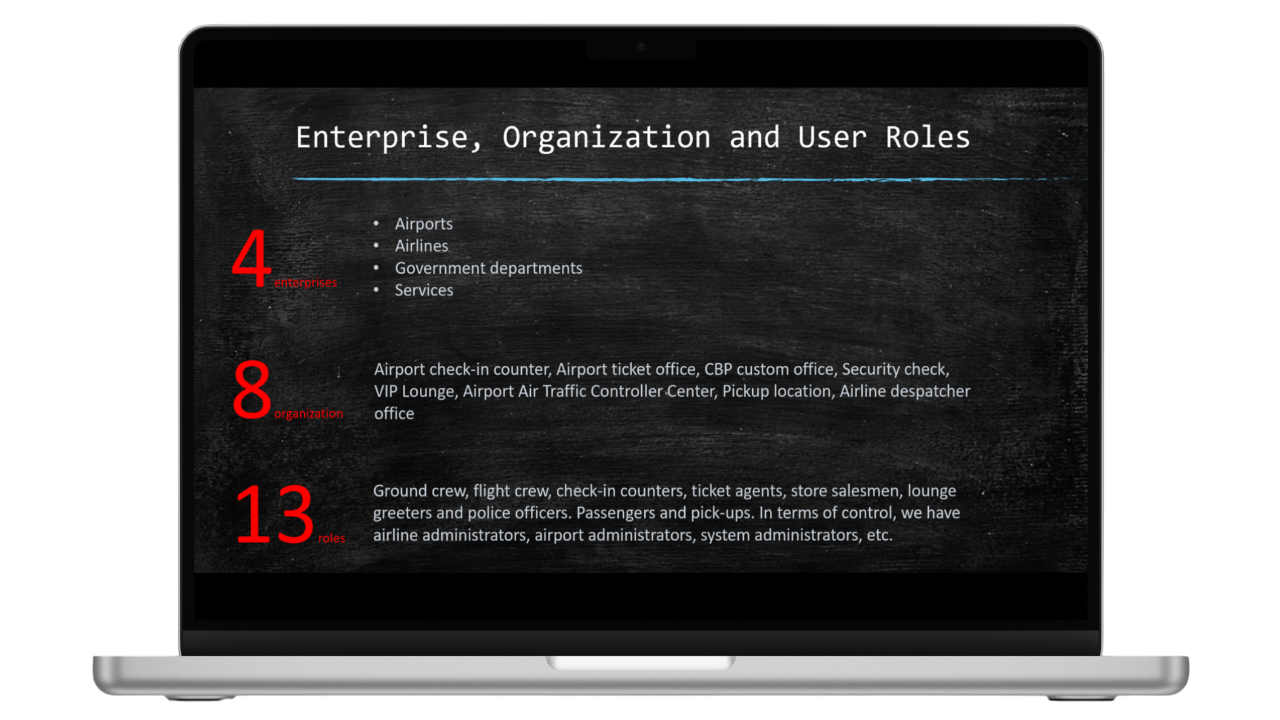 Enterprise, Organization and User Roles
• Airports
• Airlines
• Government departments
• Services
4 enterprises
Airport check-in counter, Airport ticket office, CBP custom office, Security check,
VIP Lounge, Airport Air Traffic Controller Center, Pickup location, Airline despatcher
office
8 organization
Ground crew, flight crew, check-in counters, ticket agents, store salesmen, lounge
greeters and police officers. Passengers and pick-ups. In terms of control, we have
airline administrators, airport administrators, system administrators, etc.
13 roles